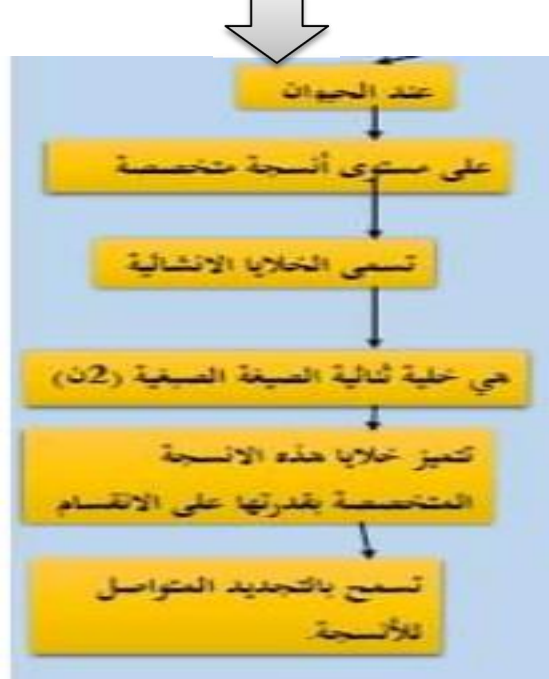 عند الحيوان
على مستوى أنسجة متخصصة
تسمى الخلايا الانشائية
هي خلية ثنائية الصيغة الصبغية (2ن)
تتميز خلايا هذه الانسجة
المتخصصة بقدرتها على الانقسام
تسمح بالتجديد المتواصل
للأنسجة.